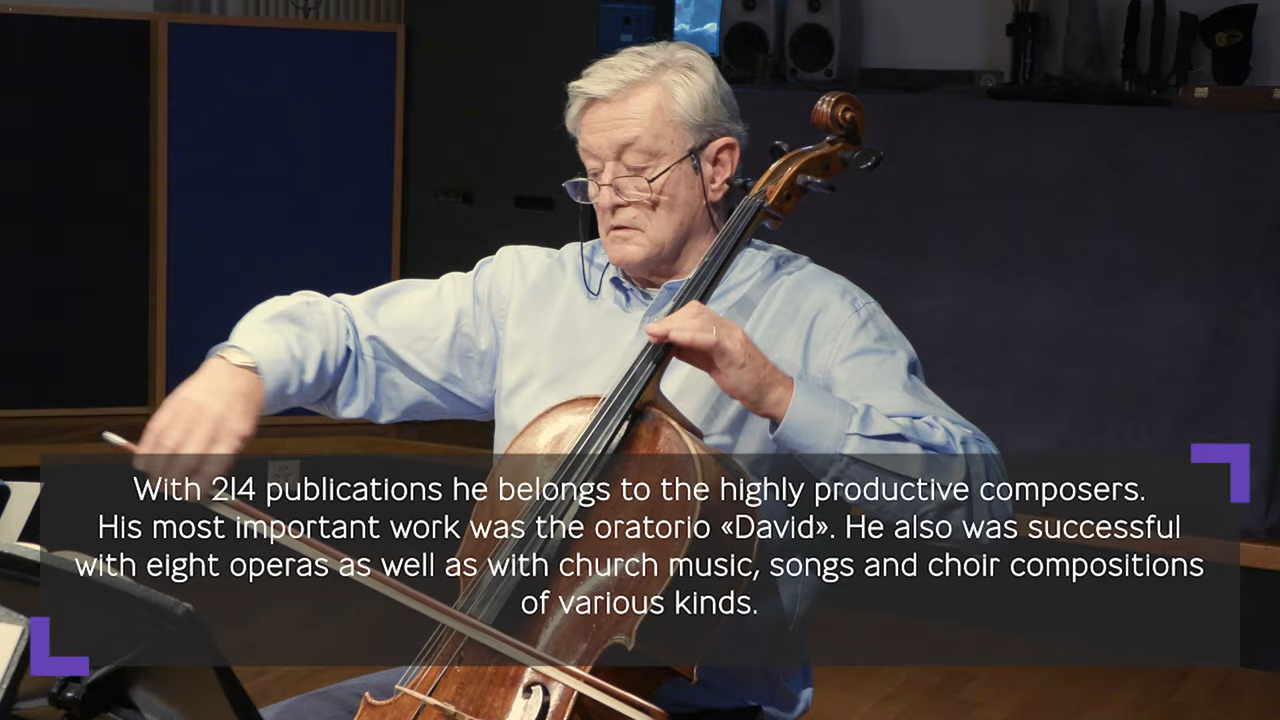 With 214 publications he belongs to the highly productive composers.
His most important work was the oratorio «David». He also was successful
with eight operas as well as with church music, songs and choir compositions
of various kinds.